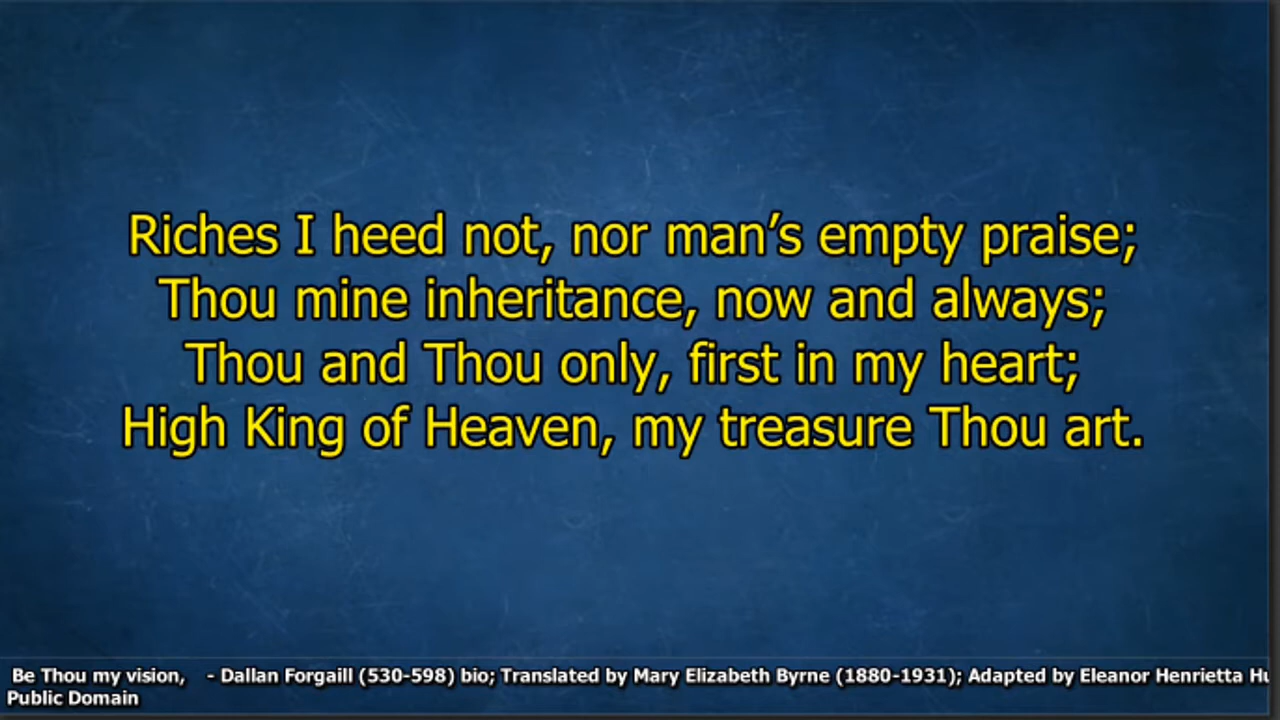 Riches I heed not, nor man’s empty praise;
Thou mine inheritance, now and always;
Thou and Thou only, first in my heart;
High King of Heaven, my treasure Thou art.
Be Thou my vision, - Dallan Forgaill (530-598) bio; Translated by Mary Elizabeth Byrne (1880-1931); Adapted by Eleanor Henrietta
Public Domain